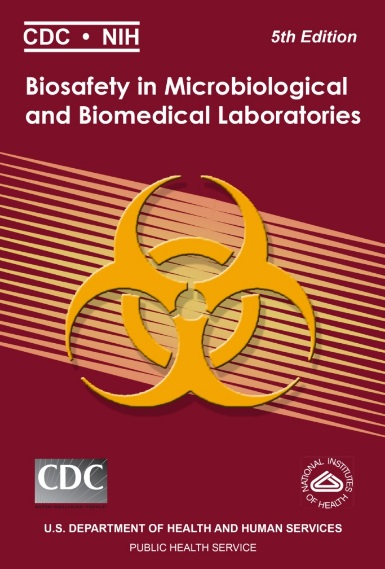 CDC • NIH
5th Edition
Biosafety in Microbiological
and Biomedical Laboratories
CDC
NATIONAL INSTITUTES
OF HEALTH
U.S. DEPARTMENT OF HEALTH AND HUMAN SERVICES
PUBLIC HEALTH SERVICE